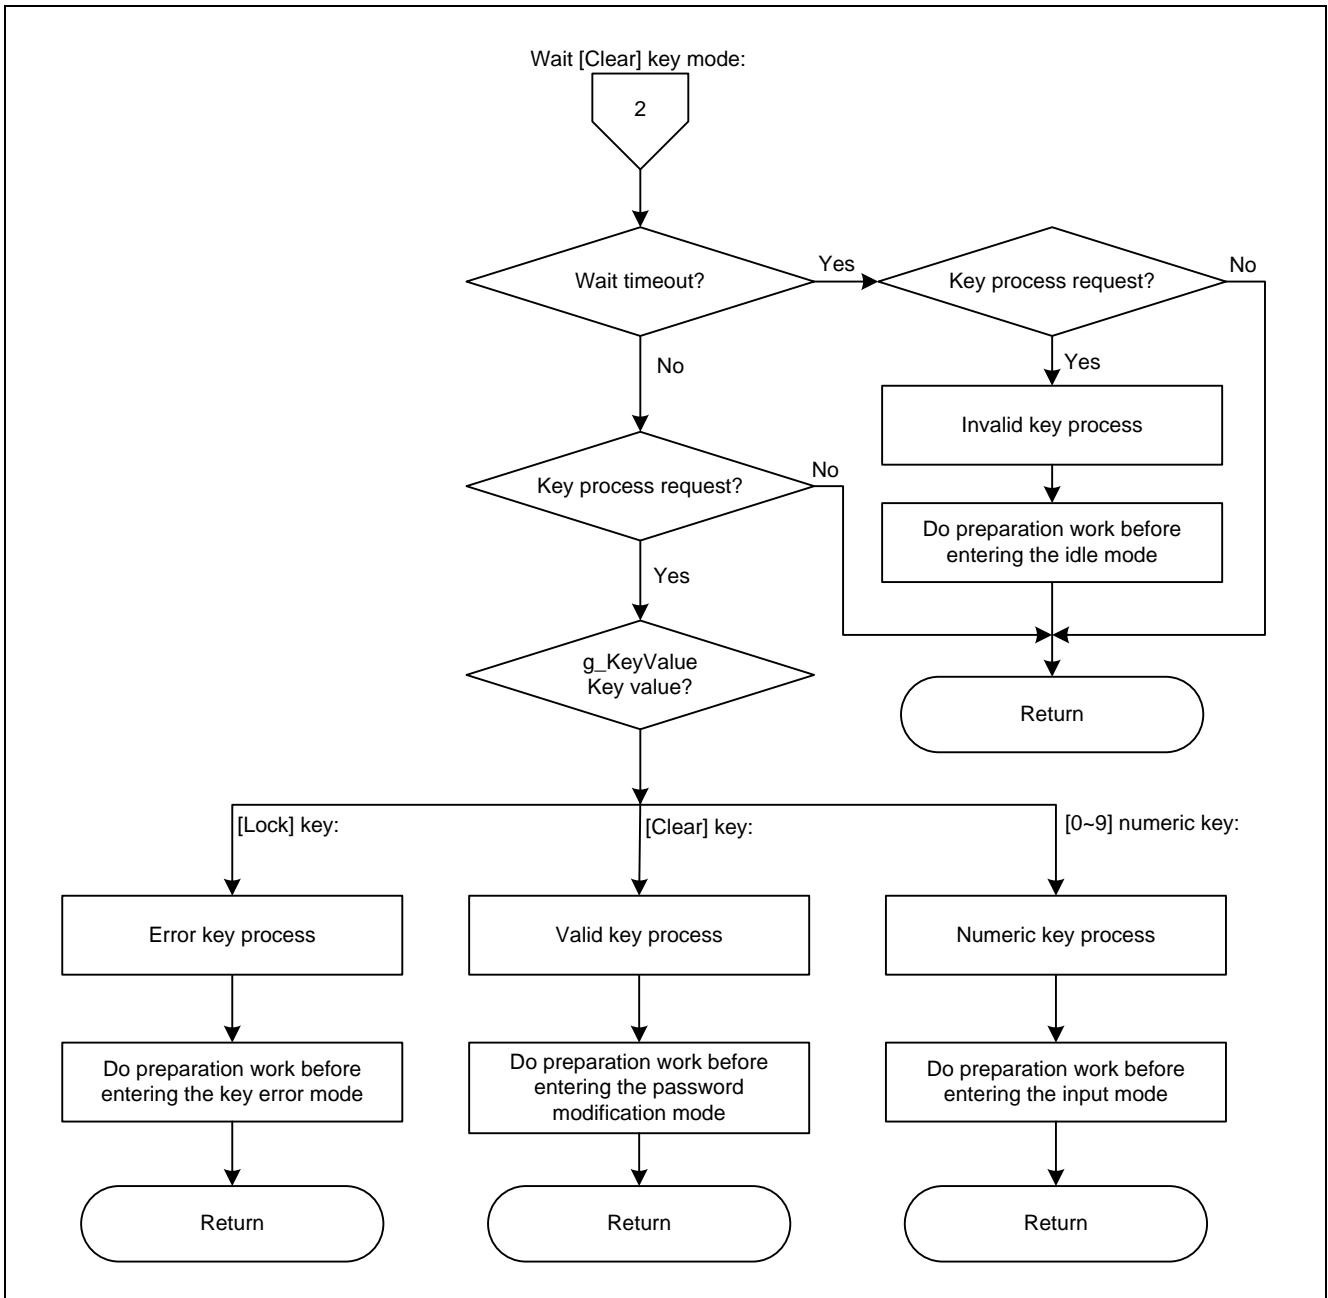 Wait [Clear] key mode:
2
Wait timeout?
Yes
Key process request?
No
No
Yes
Invalid key process
Key process request?
No
Do preparation work before
entering the idle mode
Yes
g_KeyValue
Key value?
Return
[Lock] key:
[Clear] key:
[0~9] numeric key:
Error key process
Valid key process
Numeric key process
Do preparation work before
entering the key error mode
Do preparation work before
entering the password
modification mode
Do preparation work before
entering the input mode
Return
Return
Return